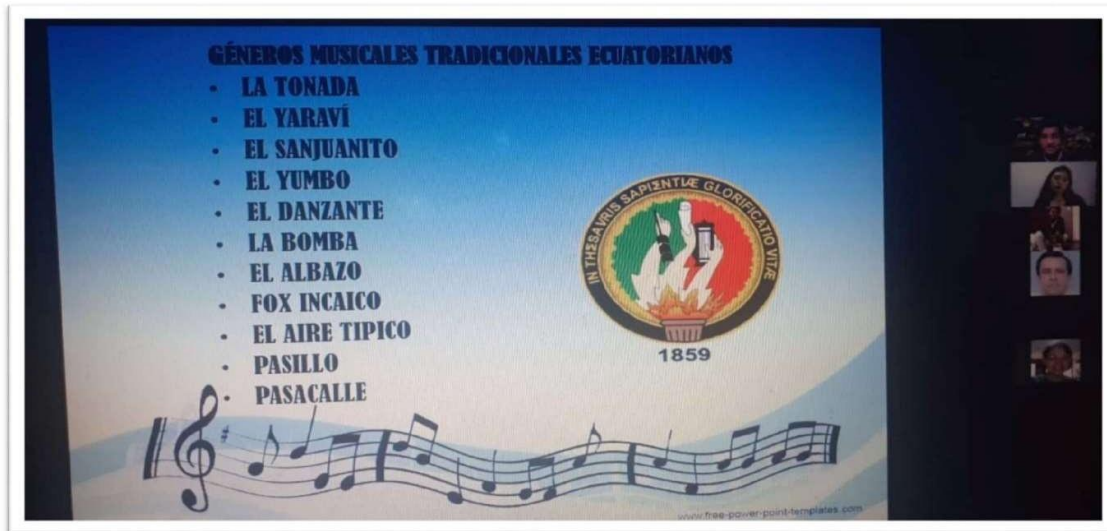 GÉNEROS MUSICALES TRADICIONALES ECUATORIANOS
• LA TONADA
• EL YARAVÍ
• EL SANJUANITO
• EL YUMBO
• EL DANZANTE
• LA BOMBA
• EL ALBAZO
• FOX INCAICO
• EL AIRE TIPICO
• PASILLO
• PASACALLE
IN THESAVRIS SAPIENTIÆ GLORIFICATIO VITÆ
1859
www.free-power-point-templates.com